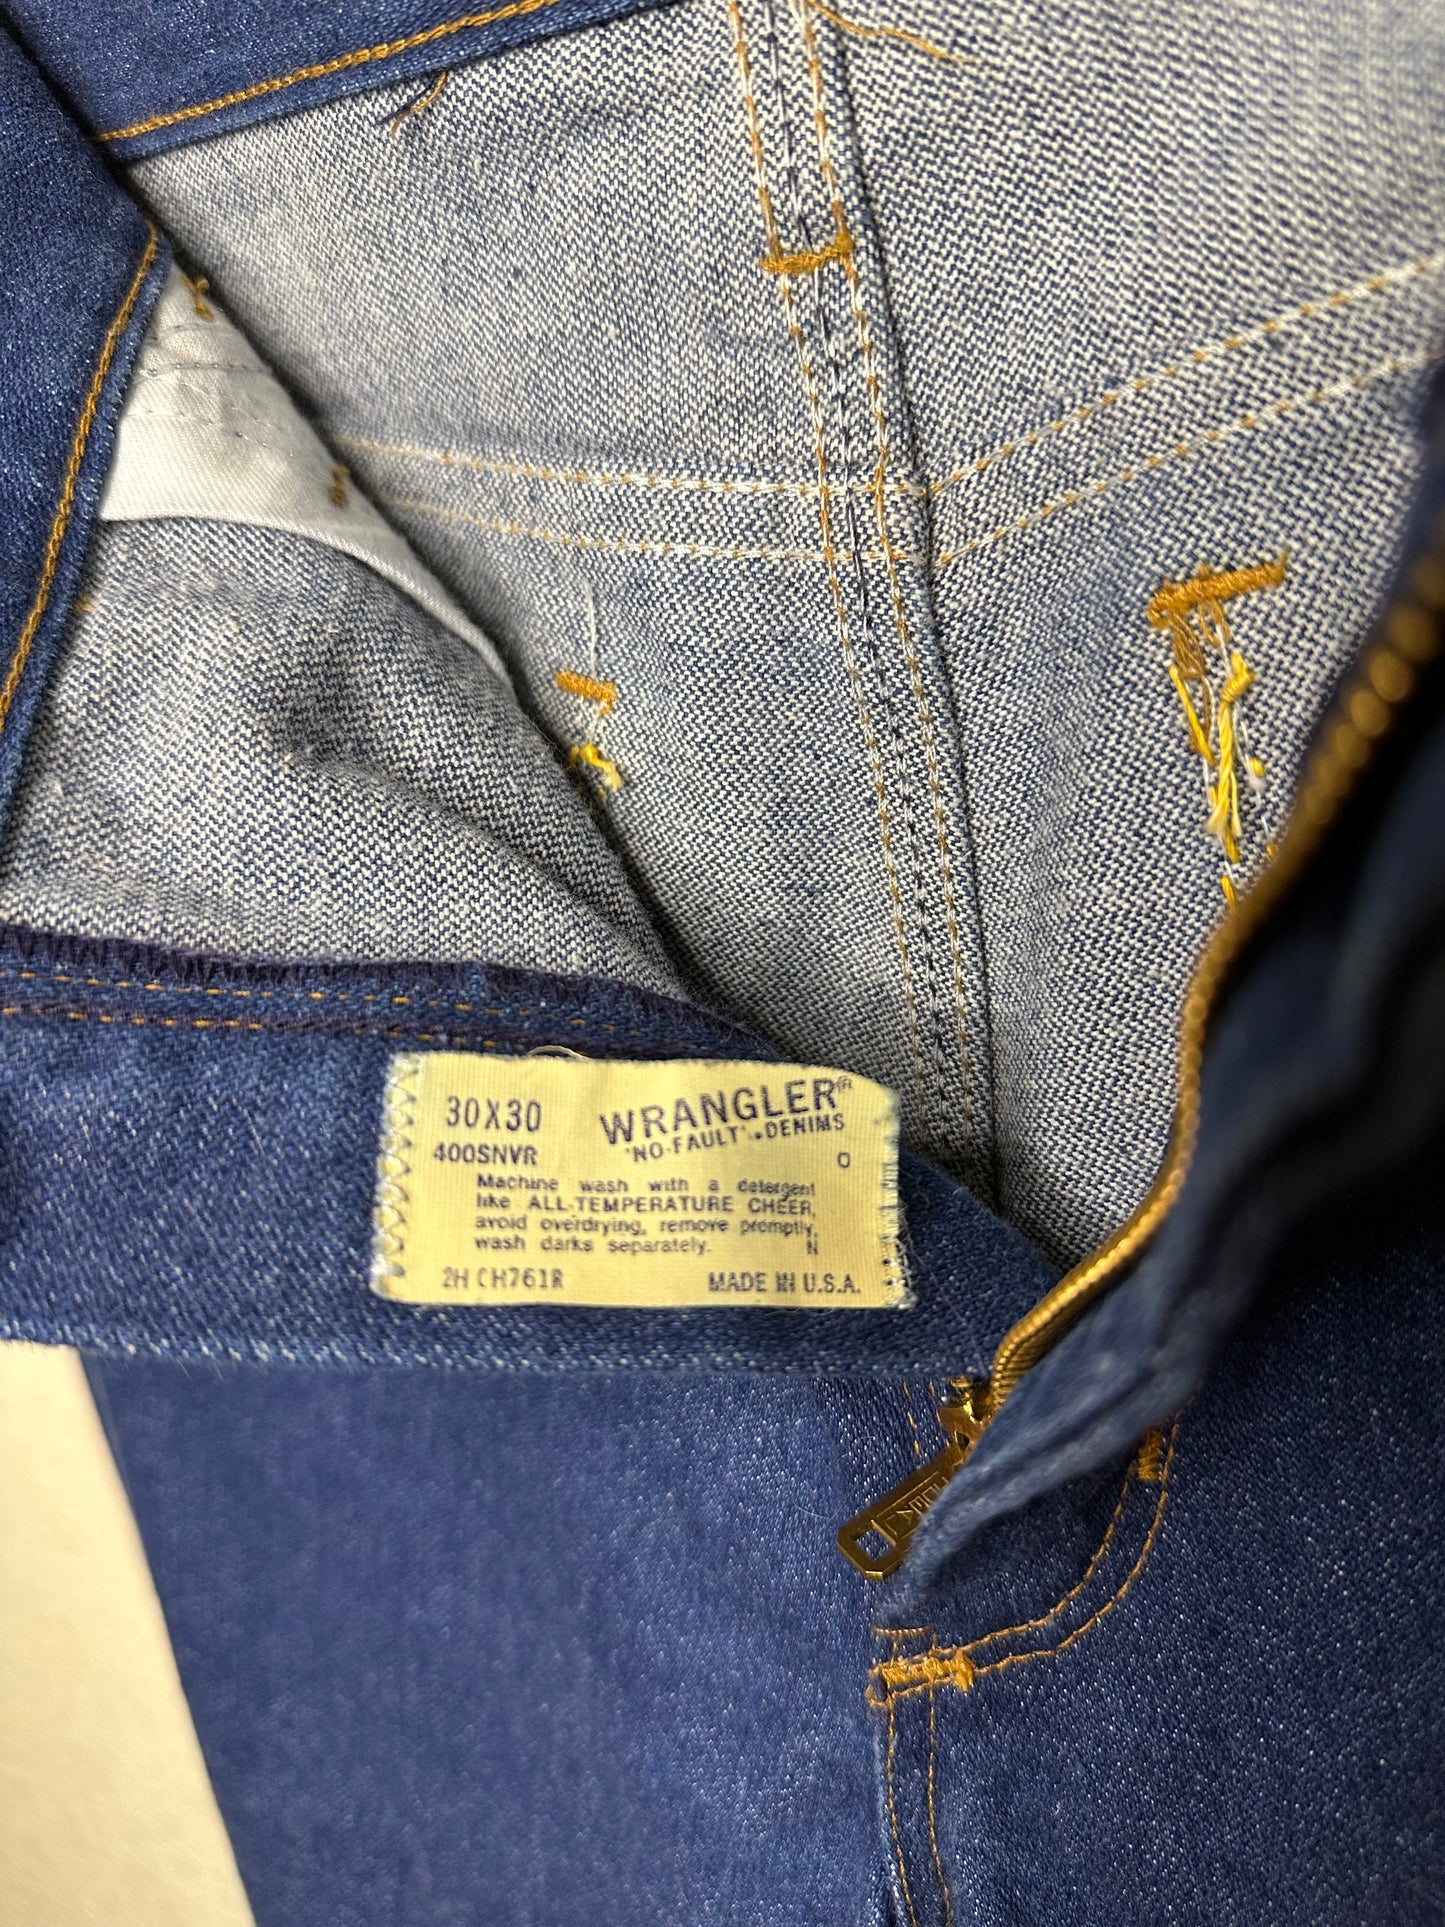 30X30
WRANGLER®
'NO-FAULT'•DENIMS
400SNVR
O
Machine wash with a detergent
like ALL-TEMPERATURE CHEER,
avoid overdrying, remove promptly,
wash darks separately.
N
2H CH761R
MADE IN U.S.A.